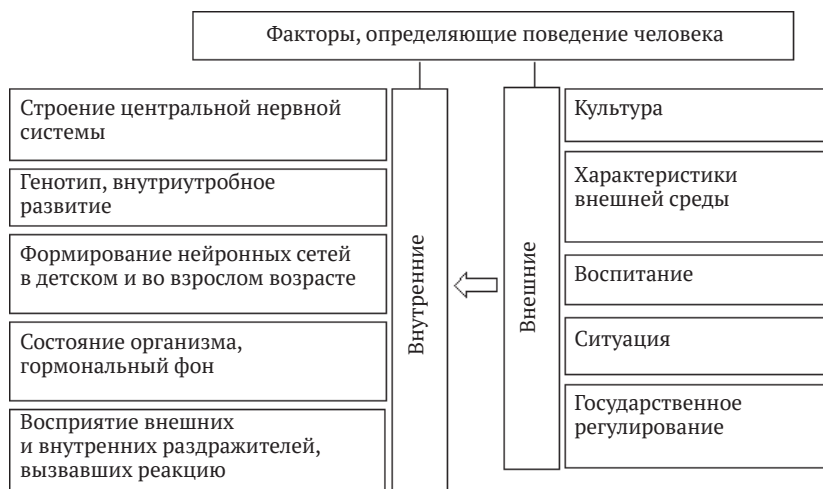 Факторы, определяющие поведение человека
Строение центральной нервной
системы
Генотип, внутриутробное
развитие
Формирование нейронных сетей
в детском и во взрослом возрасте
Состояние организма,
гормональный фон
Восприятие внешних
и внутренних раздражителей,
вызвавших реакцию
Внутренние
Внешние
Культура
Характеристики
внешней среды
Воспитание
Ситуация
Государственное
регулирование